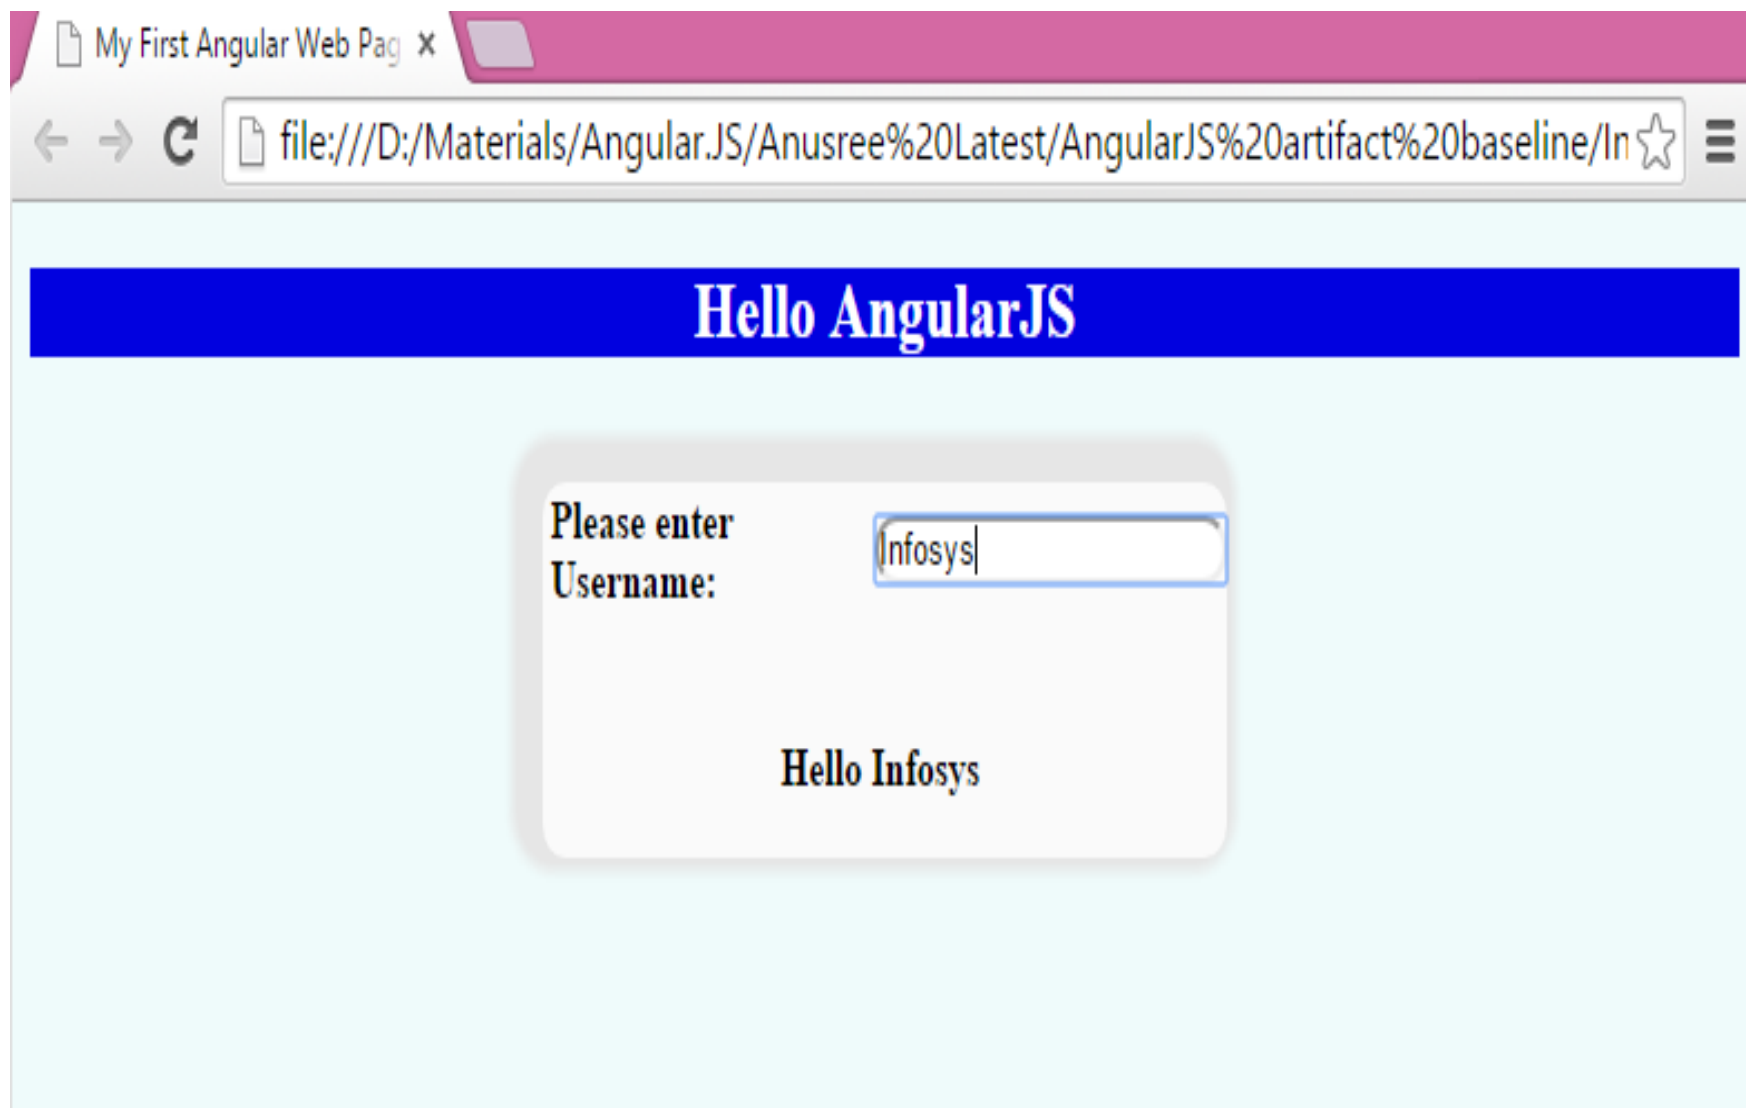 My First Angular Web Pag
file:///D:/Materials/Angular.JS/Anusree%20Latest/AngularJS%20artifact%20baseline/In
Hello AngularJS
Please enter
Username:
Infosys
Hello Infosys